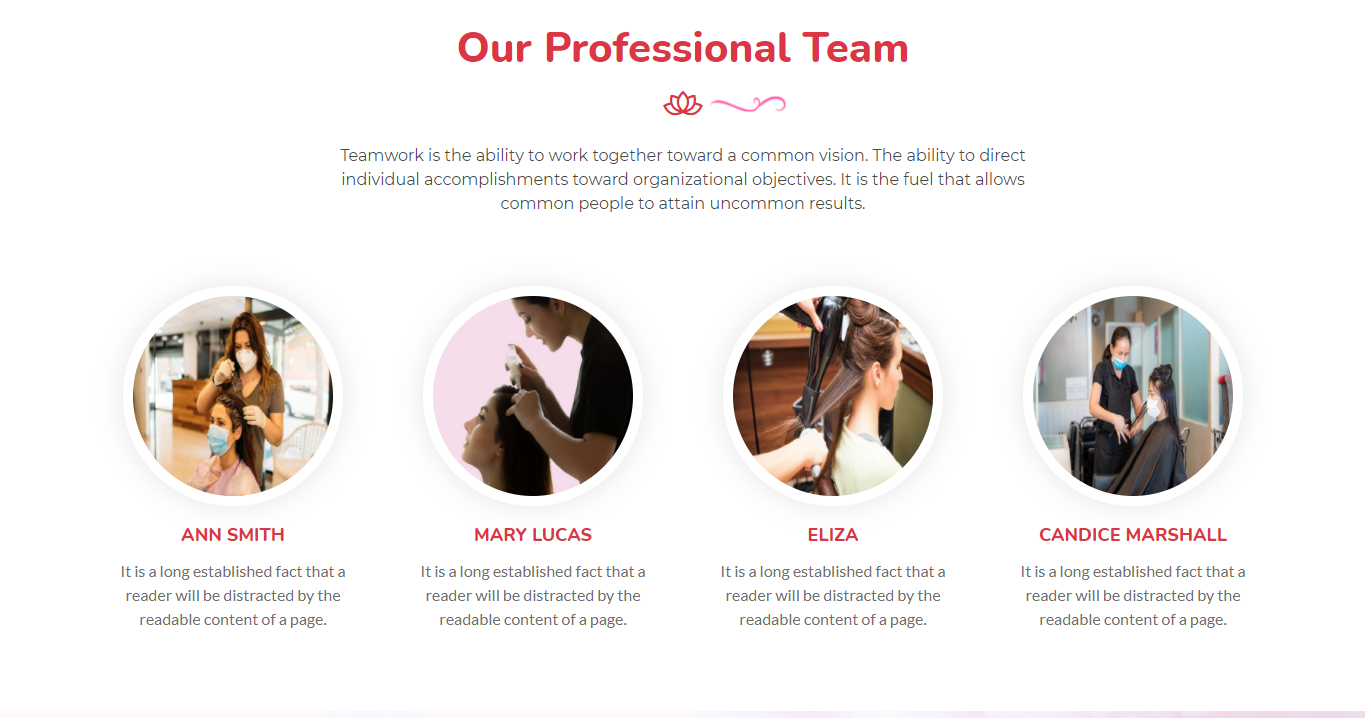 Our Professional Team
Teamwork is the ability to work together toward a common vision. The ability to direct
individual accomplishments toward organizational objectives. It is the fuel that allows
common people to attain uncommon results.
ANN SMITH
It is a long established fact that a
reader will be distracted by the
readable content of a page.
MARY LUCAS
It is a long established fact that a
reader will be distracted by the
readable content of a page.
ELIZA
It is a long established fact that a
reader will be distracted by the
readable content of a page.
CANDICE MARSHALL
It is a long established fact that a
reader will be distracted by the
readable content of a page.